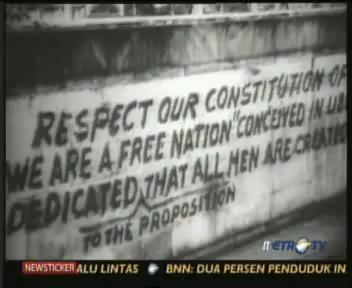 RESPECT OUR CONSTITUTION OF
WE ARE A FREE NATION "CONCEIVED IN
DEDICATED THAT ALL MEN ARE CREATED
TO THE PROPOSITION
METRO TV
NEWSTICKER ALU LINTAS BNN: DUA PERSEN PENDUDUK IN